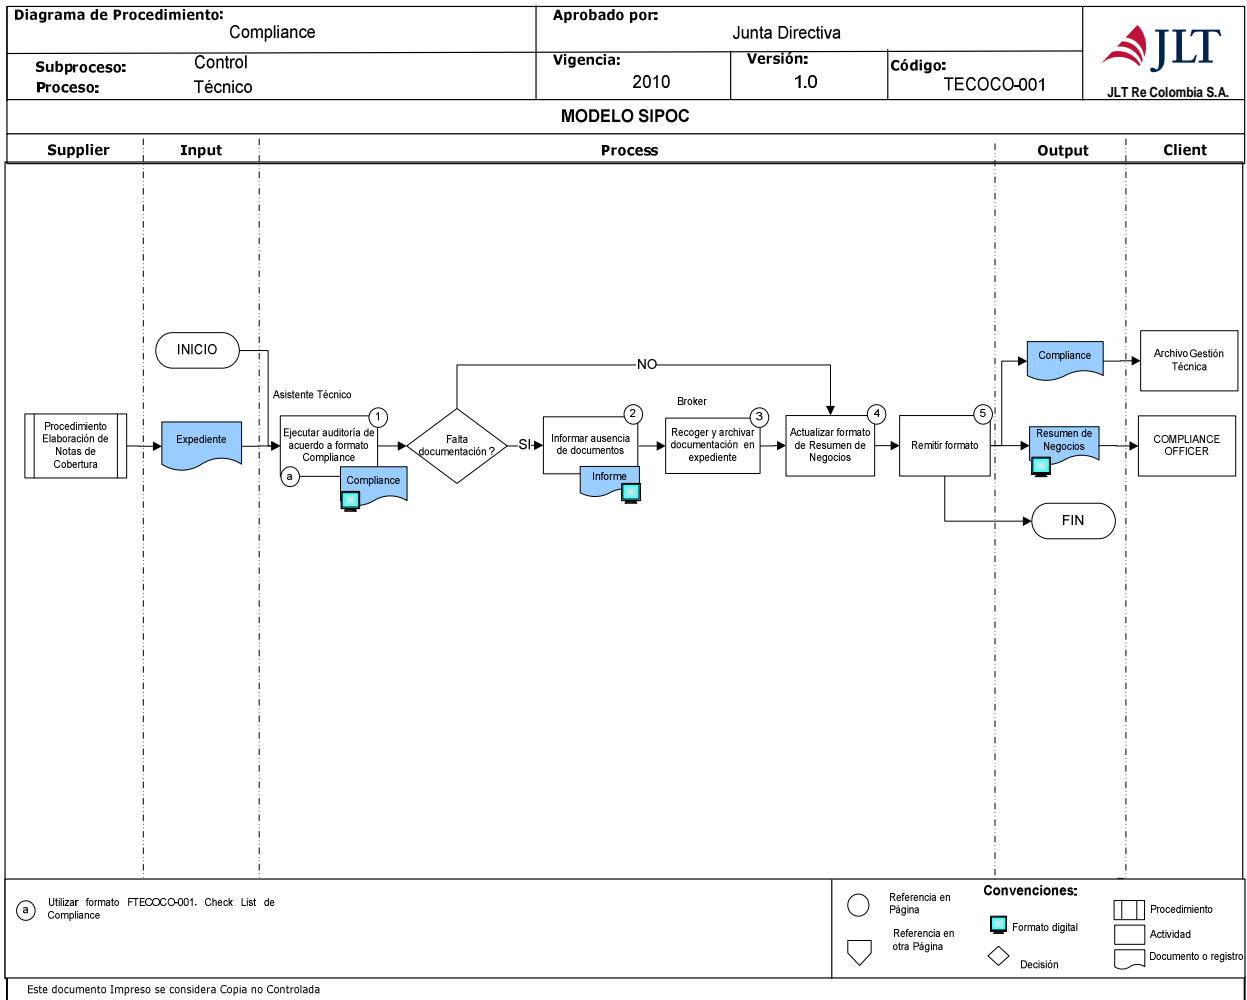 Diagrama de Procedimiento:
Compliance
Aprobado por:
Junta Directiva
Subproceso:
Control
Proceso:
Técnico
Vigencia:
2010
Versión:
1.0
Código:
TECOCO-001
JLT
JLT Re Colombia S.A.
MODELO SIPOC
Supplier
Input
Process
Output
Client
INICIO
Procedimiento
Elaboración de
Notas de
Cobertura
Expediente
Asistente Técnico
1
Ejecutar auditoría de
acuerdo a formato
Compliance
a
Compliance
Falta
documentación ?
NO
SI
2
Informar ausencia
de documentos
Informe
Broker
3
Recoger y archivar
documentación en
expediente
4
Actualizar formato
de Resumen de
Negocios
5
Remitir formato
Compliance
Archivo Gestión
Técnica
Resumen de
Negocios
COMPLIANCE
OFFICER
FIN
a
Utilizar formato FTECOCO-001. Check List de
Compliance
Convenciones:
Referencia en
Página
Referencia en
otra Página
Formato digital
Decisión
Procedimiento
Actividad
Documento o registro
Este documento Impreso se considera Copia no Controlada